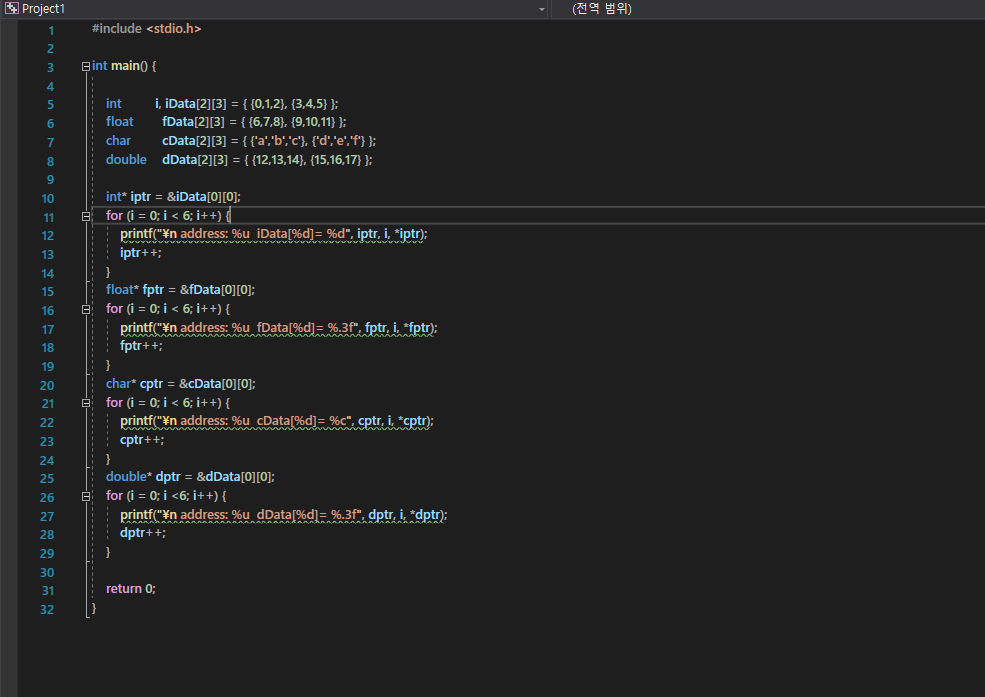 Project1
(전역 범위)
1 #include <stdio.h>
2
3 int main() {
4
5 int i, iData[2][3] = { {0,1,2}, {3,4,5} };
6 float fData[2][3] = { {6,7,8}, {9,10,11} };
7 char cData[2][3] = { {'a','b','c'}, {'d','e','f'} };
8 double dData[2][3] = { {12,13,14}, {15,16,17} };
9
10 int* iptr = &iData[0][0];
11 for (i = 0; i < 6; i++) {
12 printf("¥n address: %u iData[%d]= %d", iptr, i, *iptr);
13 iptr++;
14 }
15 float* fptr = &fData[0][0];
16 for (i = 0; i < 6; i++) {
17 printf("¥n address: %u fData[%d]= %.3f", fptr, i, *fptr);
18 fptr++;
19 }
20 char* cptr = &cData[0][0];
21 for (i = 0; i < 6; i++) {
22 printf("¥n address: %u cData[%d]= %c", cptr, i, *cptr);
23 cptr++;
24 }
25 double* dptr = &dData[0][0];
26 for (i = 0; i <6; i++) {
27 printf("¥n address: %u dData[%d]= %.3f", dptr, i, *dptr);
28 dptr++;
29 }
30
31 return 0;
32 }